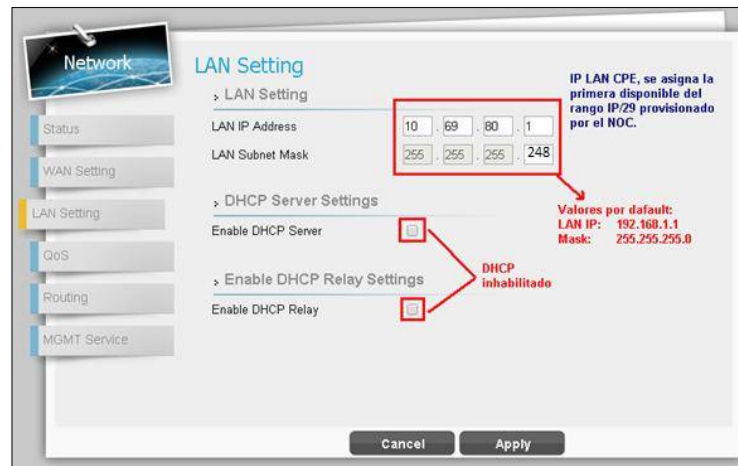 Network
Status
WAN Setting
LAN Setting
QoS
Routing
MGMT Service
LAN Setting
› LAN Setting
LAN IP Address 10 . 69 . 80 . 1
LAN Subnet Mask 255 . 255 . 255 . 248
› DHCP Server Settings
Enable DHCP Server
› Enable DHCP Relay Settings
Enable DHCP Relay
IP LAN CPE, se asigna la
primera disponible del
rango IP/29 provisionado
por el NOC.
Valores por dafault:
LAN IP: 192.168.1.1
Mask: 255.255.255.0
DHCP
inhabilitado
Cancel
Apply